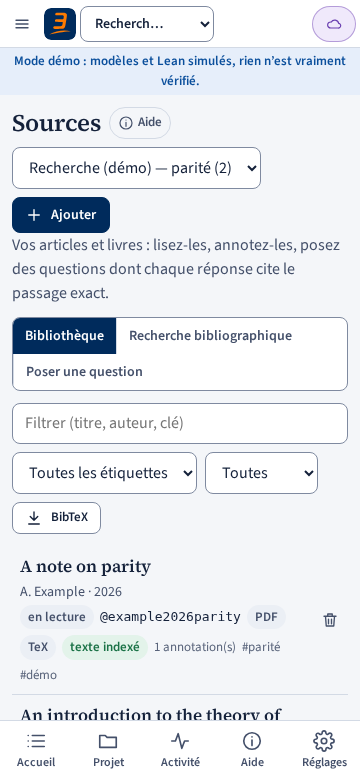 Recherch...
Mode démo : modèles et Lean simulés, rien n’est vraiment
vérifié.
Sources
Aide
Recherche (démo) — parité (2)
Ajouter
Vos articles et livres : lisez-les, annotez-les, posez
des questions dont chaque réponse cite le
passage exact.
Bibliothèque
Recherche bibliographique
Poser une question
Filtrer (titre, auteur, clé)
Toutes les étiquettes
Toutes
BibTeX
A note on parity
A. Example · 2026
en lecture @example2026parity PDF
TeX texte indexé 1 annotation(s) #parité
#démo
An introduction to the theory of
Accueil Projet Activité Aide Réglages